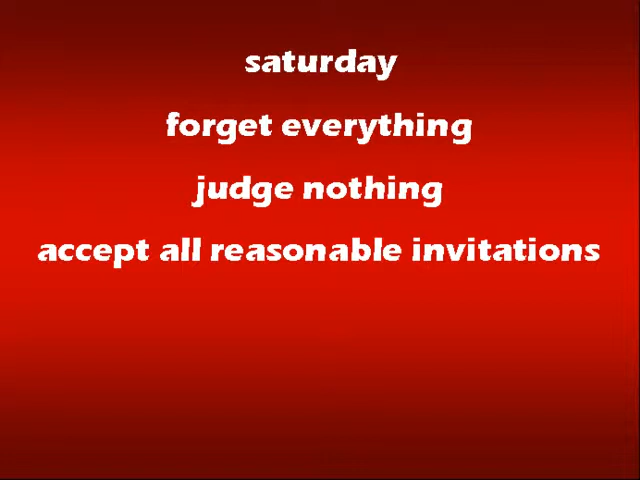 saturday
forget everything
judge nothing
accept all reasonable invitations